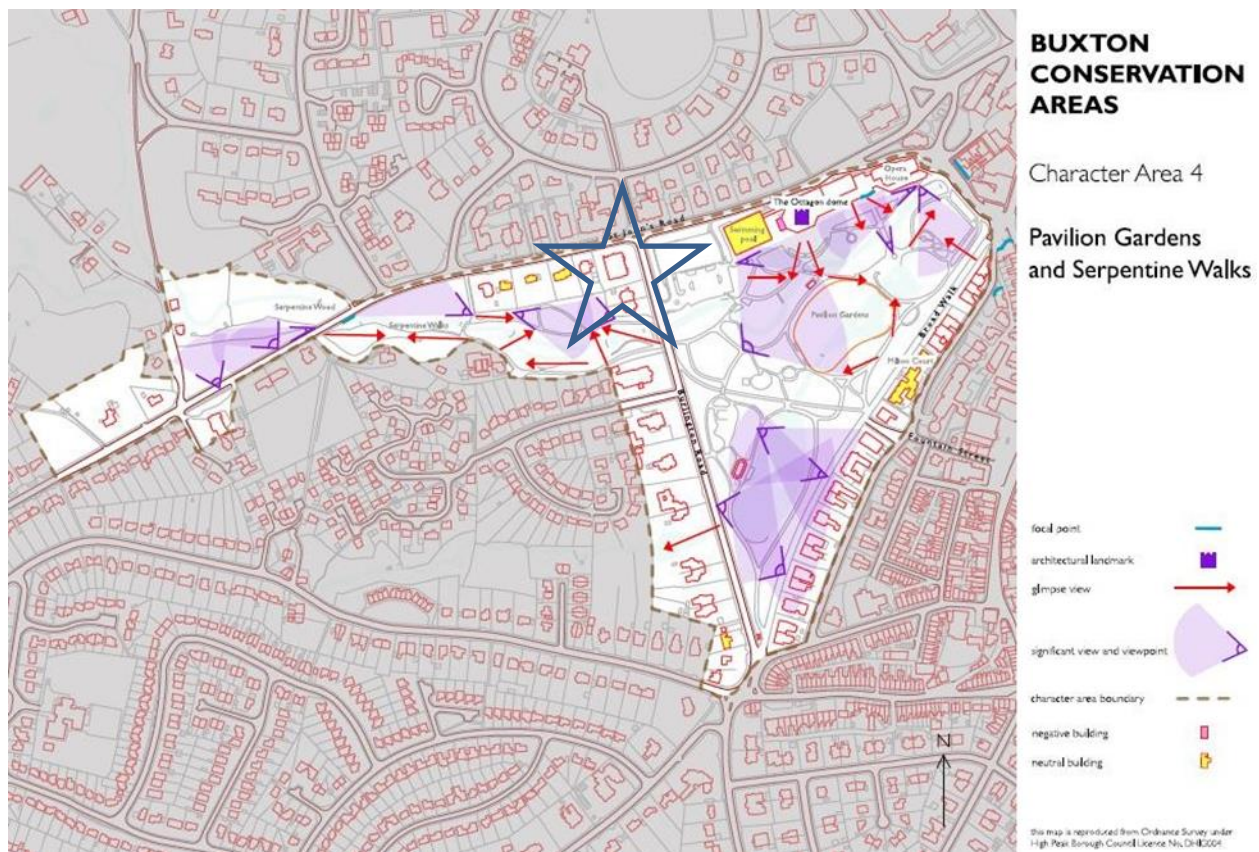 BUXTON
CONSERVATION
AREAS
Character Area 4
Pavilion Gardens
and Serpentine Walks
Opera
House
The Octagon dome
Swimming
pool
John's Road
Serpentine Wood
Serpentine Walks
Pavilion Gardens
Broad Walk
Milton Court
Burlington Road
Fountain Street
focal point
architectural landmark
glimpse view
significant view and viewpoint
character area boundary
negative building
neutral building
N
this map is reproduced from Ordnance Survey under
High Peak Borough Council Licence No.